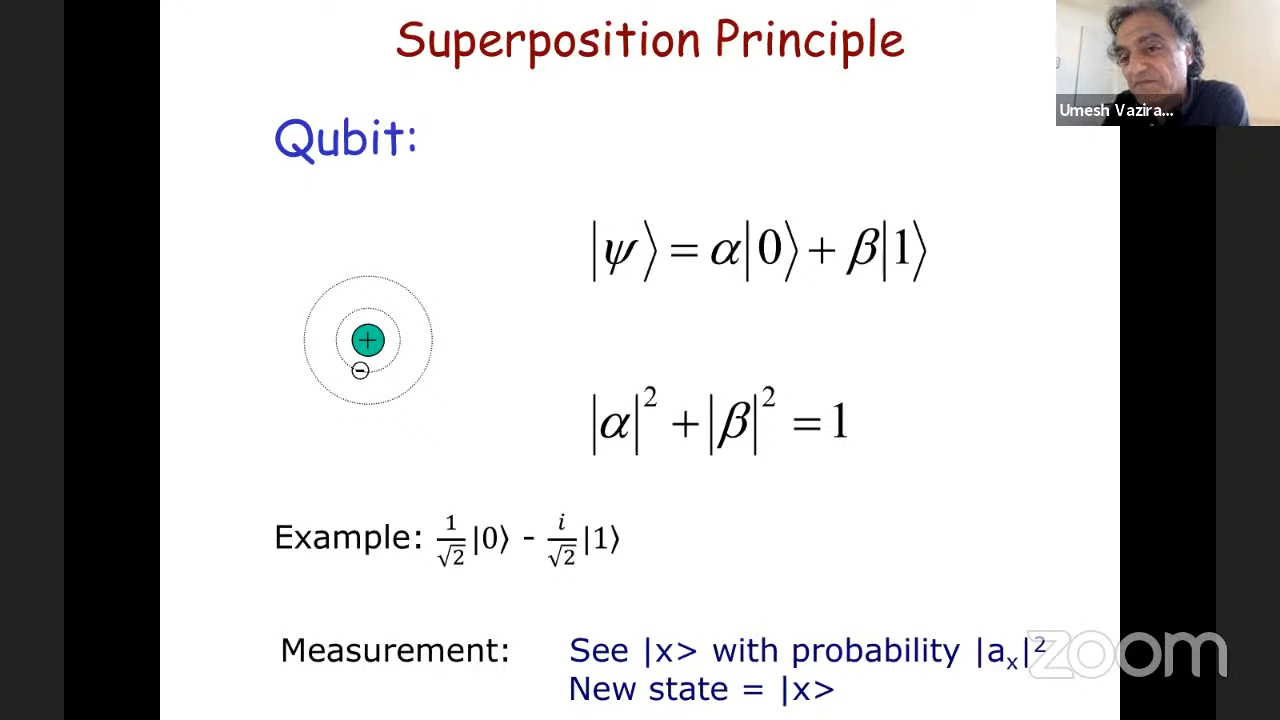 Superposition Principle
Umesh Vazira...
Qubit:
|ψ⟩ = α|0⟩ + β|1⟩
+
−
|α|² + |β|² = 1
Example: 1/√2 |0⟩ - i/√2 |1⟩
Measurement: See |x> with probability |aₓ|²
New state = |x>
zoom